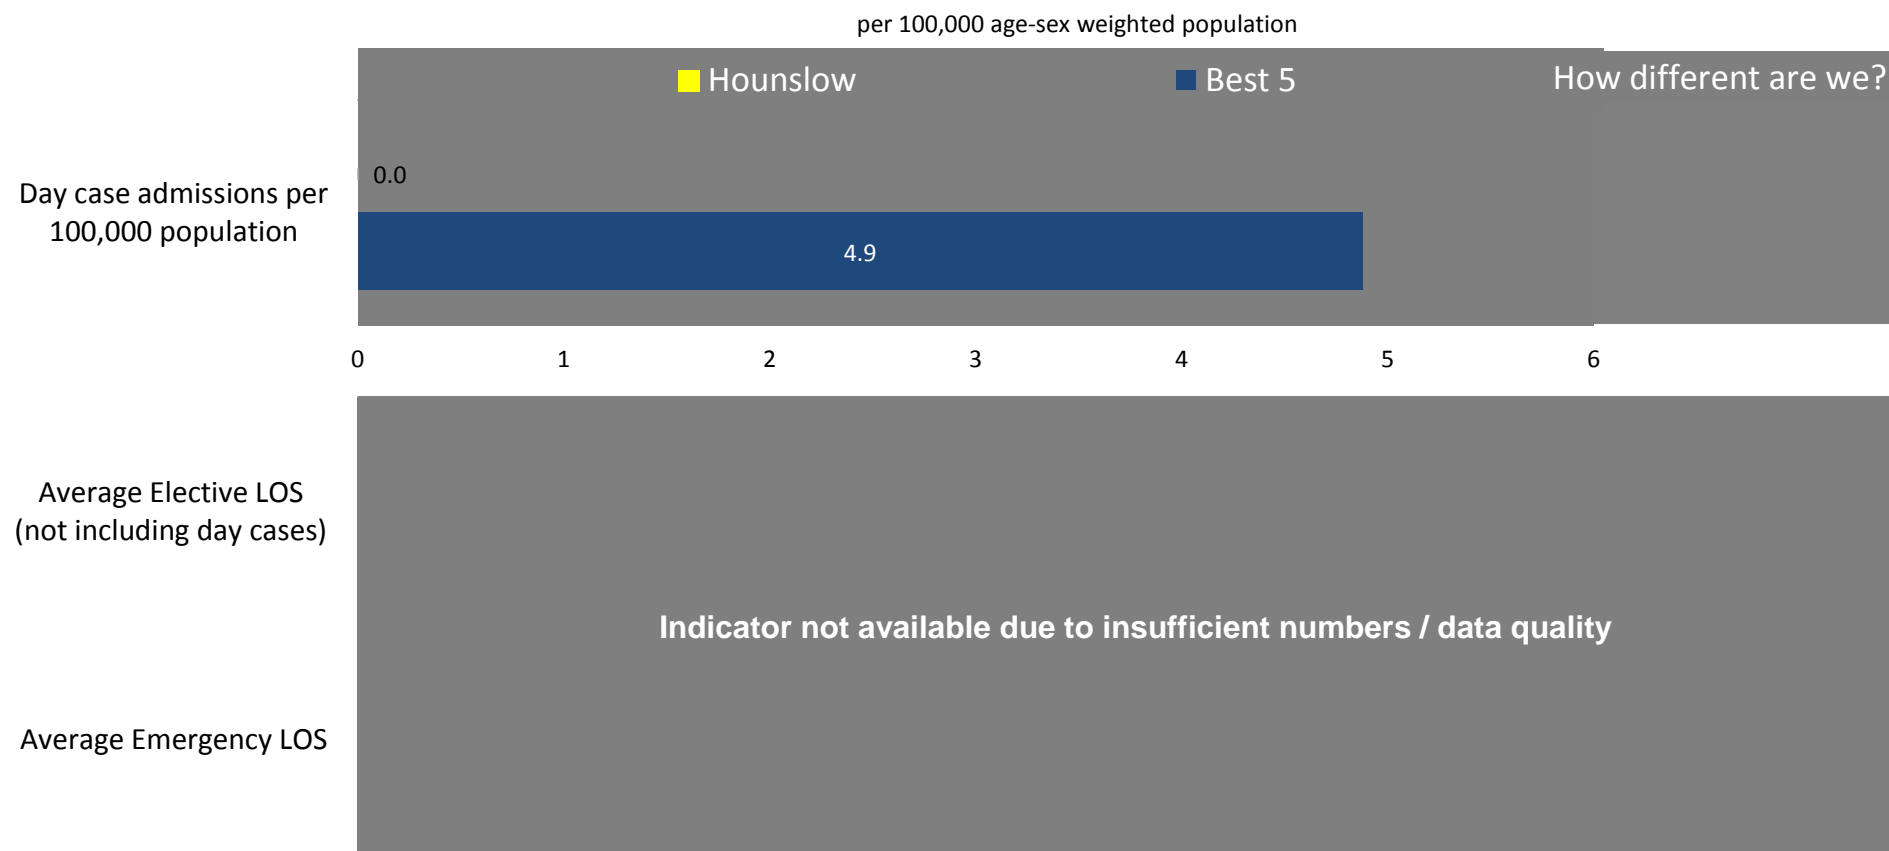 per 100,000 age-sex weighted population
Hounslow
Best 5
How different are we?
Day case admissions per
100,000 population
0.0
4.9
0 1 2 3 4 5 6
Average Elective LOS
(not including day cases)
Indicator not available due to insufficient numbers / data quality
Average Emergency LOS